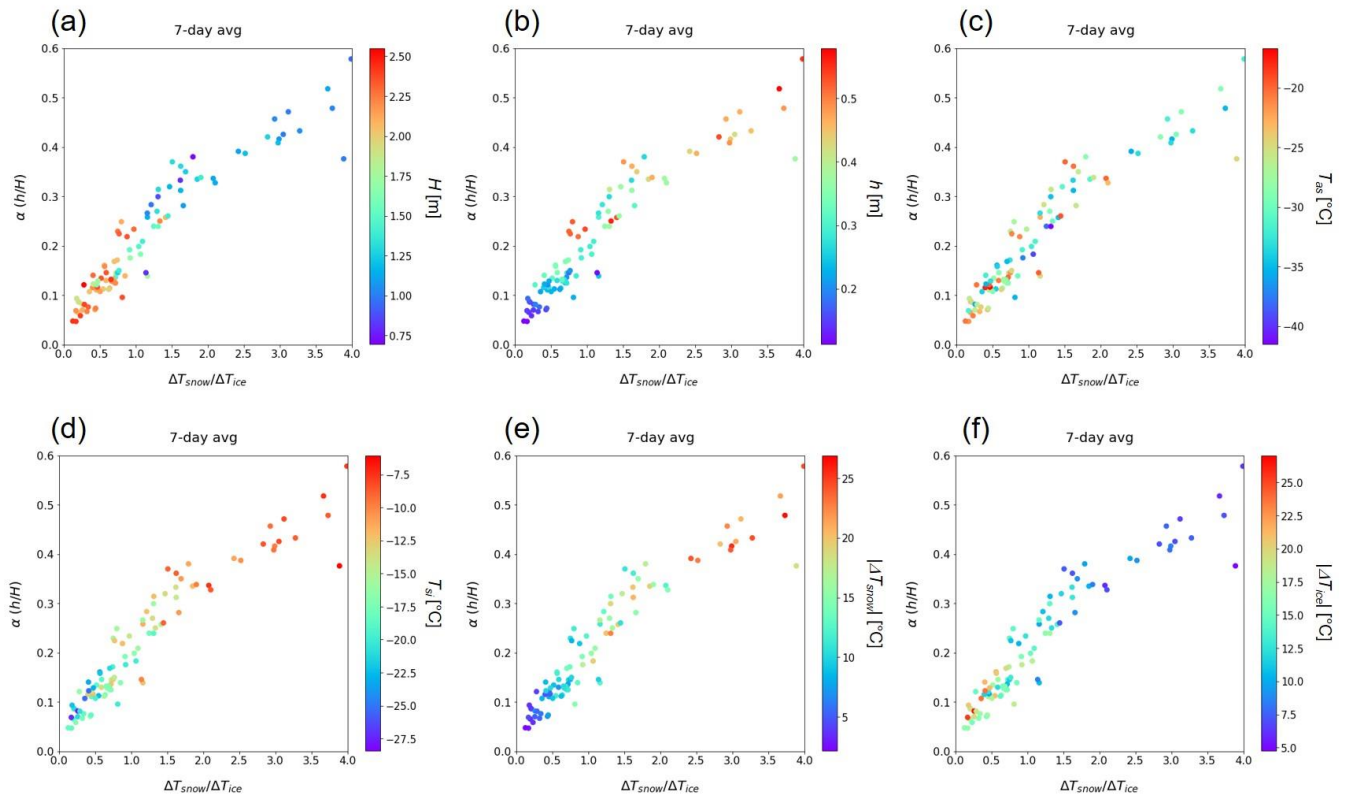 (a)
7-day avg
0.6
0.5
0.4
0.3
0.2
0.1
0.0
0.0 0.5 1.0 1.5 2.0 2.5 3.0 3.5 4.0
α (h/H)
ΔTsnow/ΔTice
2.50
2.25
2.00
1.75
1.50
1.25
1.00
0.75
H [m]
(b)
7-day avg
0.6
0.5
0.4
0.3
0.2
0.1
0.0
0.0 0.5 1.0 1.5 2.0 2.5 3.0 3.5 4.0
α (h/H)
ΔTsnow/ΔTice
0.5
0.4
0.3
0.2
h [m]
(c)
7-day avg
0.6
0.5
0.4
0.3
0.2
0.1
0.0
0.0 0.5 1.0 1.5 2.0 2.5 3.0 3.5 4.0
α (h/H)
ΔTsnow/ΔTice
−20
−25
−30
−35
−40
Tas [°C]
(d)
7-day avg
0.6
0.5
0.4
0.3
0.2
0.1
0.0
0.0 0.5 1.0 1.5 2.0 2.5 3.0 3.5 4.0
α (h/H)
ΔTsnow/ΔTice
−7.5
−10.0
−12.5
−15.0
−17.5
−20.0
−22.5
−25.0
−27.5
Tsi [°C]
(e)
7-day avg
0.6
0.5
0.4
0.3
0.2
0.1
0.0
0.0 0.5 1.0 1.5 2.0 2.5 3.0 3.5 4.0
α (h/H)
ΔTsnow/ΔTice
25
20
15
10
5
|ΔTsnow| [°C]
(f)
7-day avg
0.6
0.5
0.4
0.3
0.2
0.1
0.0
0.0 0.5 1.0 1.5 2.0 2.5 3.0 3.5 4.0
α (h/H)
ΔTsnow/ΔTice
25.0
22.5
20.0
17.5
15.0
12.5
10.0
7.5
5.0
|ΔTice| [°C]